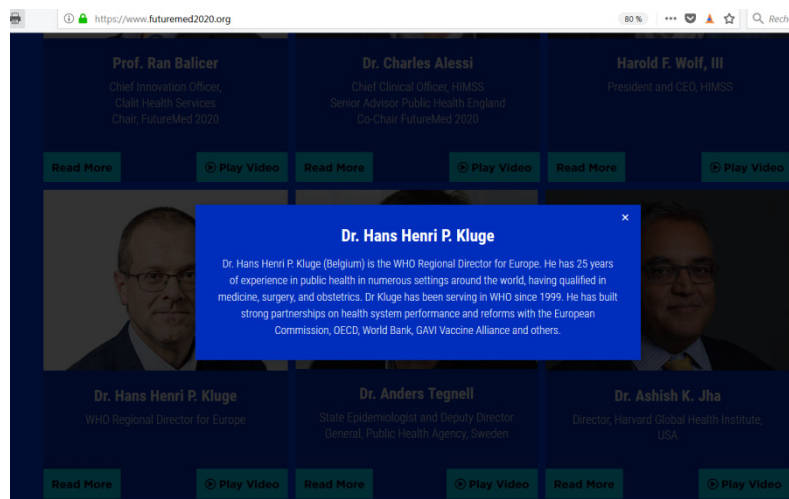 https://www.futuremed2020.org
80 %
Rech
Prof. Ran Balicer
Chief Innovation Officer,
Clalit Health Services
Chair, FutureMed 2020
Read More
Play Video
Dr. Charles Alessi
Chief Clinical Officer, HIMSS
Senior Advisor Public Health England
Co-Chair FutureMed 2020
Read More
Play Video
Harold F. Wolf, III
President and CEO, HIMSS
Read More
Play Video
×
Dr. Hans Henri P. Kluge
Dr. Hans Henri P. Kluge (Belgium) is the WHO Regional Director for Europe. He has 25 years
of experience in public health in numerous settings around the world, having qualified in
medicine, surgery, and obstetrics. Dr Kluge has been serving in WHO since 1999. He has built
strong partnerships on health system performance and reforms with the European
Commission, OECD, World Bank, GAVI Vaccine Alliance and others.
Dr. Hans Henri P. Kluge
WHO Regional Director for Europe
Read More
Play Video
Dr. Anders Tegnell
State Epidemiologist and Deputy Director
General, Public Health Agency, Sweden
Read More
Play Video
Dr. Ashish K. Jha
Director, Harvard Global Health Institute,
USA
Read More
Play Video